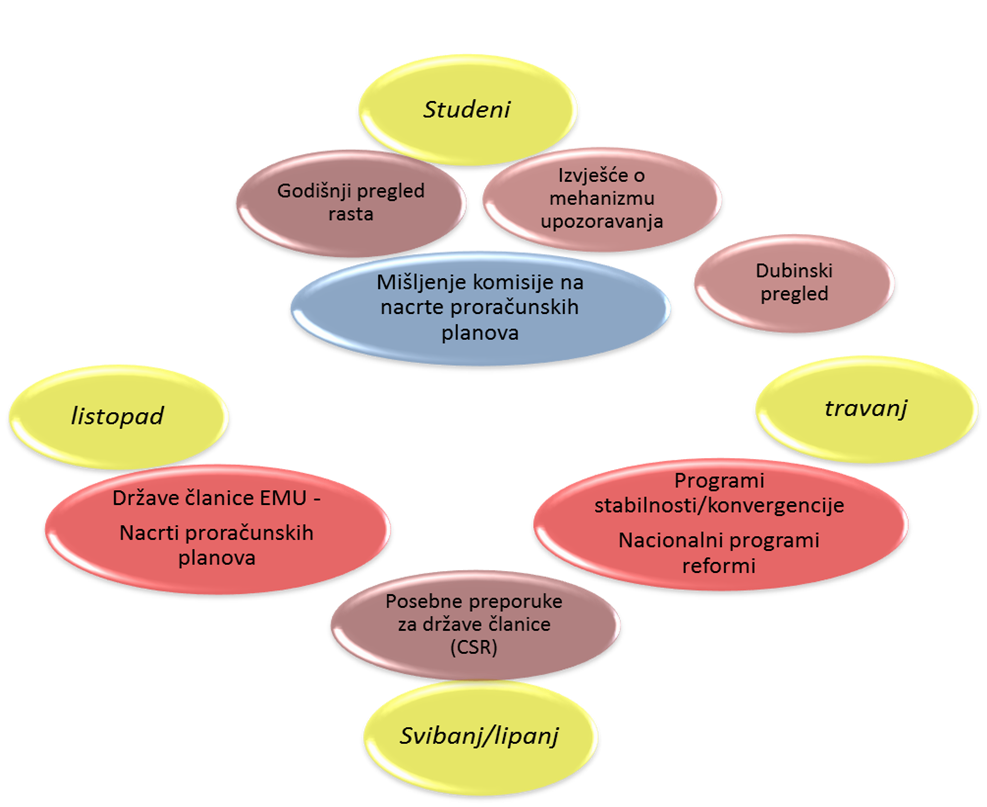 Studeni
Godišnji pregled
rasta
Izvješće o
mehanizmu
upozoravanja
Mišljenje komisije na
nacrte proračunskih
planova
Dubinski
pregled
listopad
travanj
Države članice EMU -
Nacrti proračunskih
planova
Programi
stabilnosti/konvergencije
Nacionalni programi
reformi
Posebne preporuke
za države članice
(CSR)
Svibanj/lipanj